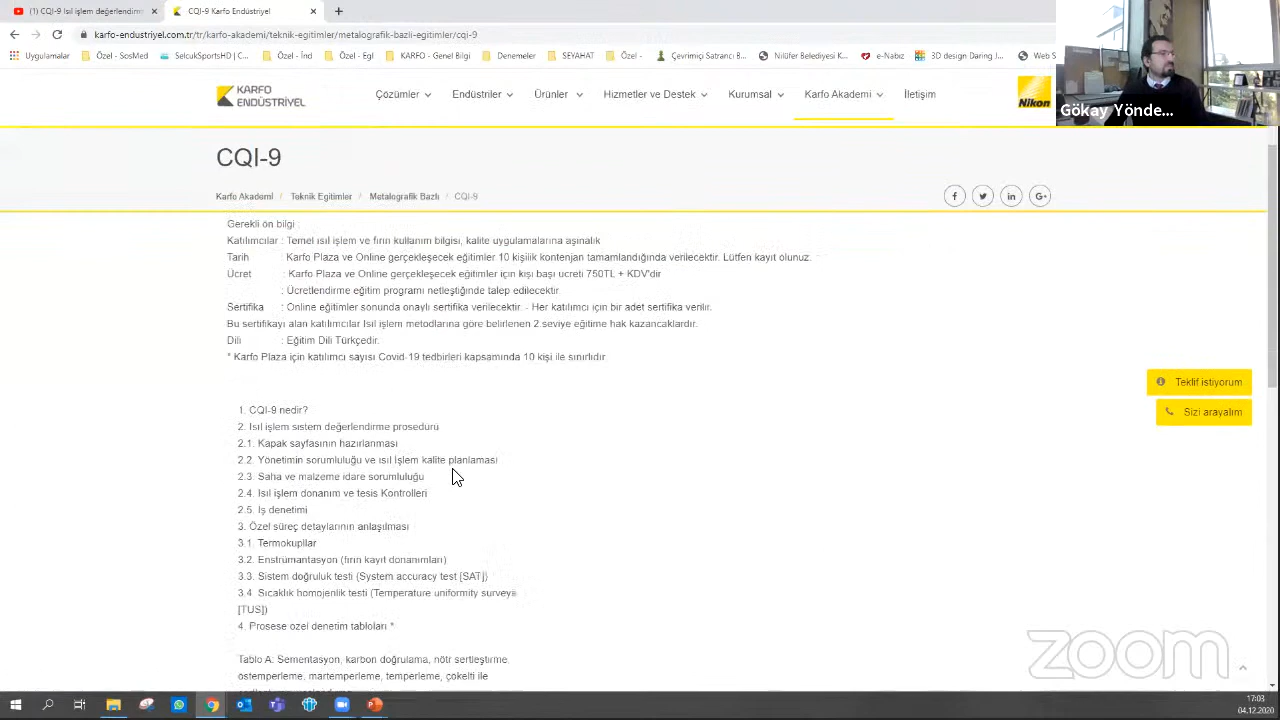 (1) CQI-9 Isıl işlem değerlendirm
CQI-9 Karfo Endüstriyel
karfo-endustriyel.com.tr/tr/karfo-akademi/teknik-egitimler/metalografik-bazli-egitimler/cqi-9
Uygulamalar
Özel - SosMed
SelcukSportsHD | C...
Özel - İnd
Özel - Eğl
KARFO - Genel Bilgi
Denemeler
SEYAHAT
Özel -
Çevrimiçi Satranç: B...
Nilüfer Belediyesi K...
e-Nabız
3D design Daring J...
Web S
KARFO
ENDÜSTRİYEL
Çözümler
Endüstriler
Ürünler
Hizmetler ve Destek
Kurumsal
Karfo Akademi
İletişim
Nikon
Gökay Yönde...
CQI-9
Karfo Akademi / Teknik Egitimler / Metalografik Bazlı / CQI-9
Gerekli ön bilgi :
Katılımcılar : Temel ısıl işlem ve fırın kullanım bilgisi, kalite uygulamalarına aşinalık
Tarih : Karfo Plaza ve Online gerçekleşecek eğitimler 10 kişilik kontenjan tamamlandığında verilecektir. Lütfen kayıt olunuz.
Ücret : Karfo Plaza ve Online gerçekleşecek eğitimler için kişi başı ücreti 750TL + KDV'dir
: Ücretlendirme eğitim programı netleştiğinde talep edilecektir.
Sertifika : Online eğitimler sonunda onaylı sertifika verilecektir. - Her katılımcı için bir adet sertifika verilir.
Bu sertifikayı alan katılımcılar Isıl işlem metodlarına göre belirlenen 2.seviye eğitime hak kazancaklardır.
Dili : Eğitim Dili Türkçedir.
* Karfo Plaza için katılımcı sayısı Covid-19 tedbirleri kapsamında 10 kişi ile sınırlıdır
Teklif istiyorum
Sizi arayalım
1. CQI-9 nedir?
2. Isıl işlem sistem değerlendirme prosedürü
2.1. Kapak sayfasının hazırlanması
2.2. Yönetimin sorumluluğu ve ısıl İşlem kalite planlaması
2.3. Saha ve malzeme idare sorumluluğu
2.4. Isıl işlem donanım ve tesis Kontrolleri
2.5. İş denetimi
3. Özel süreç detaylarının anlaşılması
3.1. Termokupllar
3.2. Enstrümantasyon (fırın kayıt donanımları)
3.3. Sistem doğruluk testi (System accuracy test [SAT])
3.4. Sıcaklık homojenlik testi (Temperature uniformity surveyii
[TUS])
4. Prosese özel denetim tabloları *
Tablo A: Sementasyon, karbon doğrulama, nötr sertleştirme,
östemperleme, martemperleme, temperleme, çökelti ile
zoom
17:03
04.12.2020